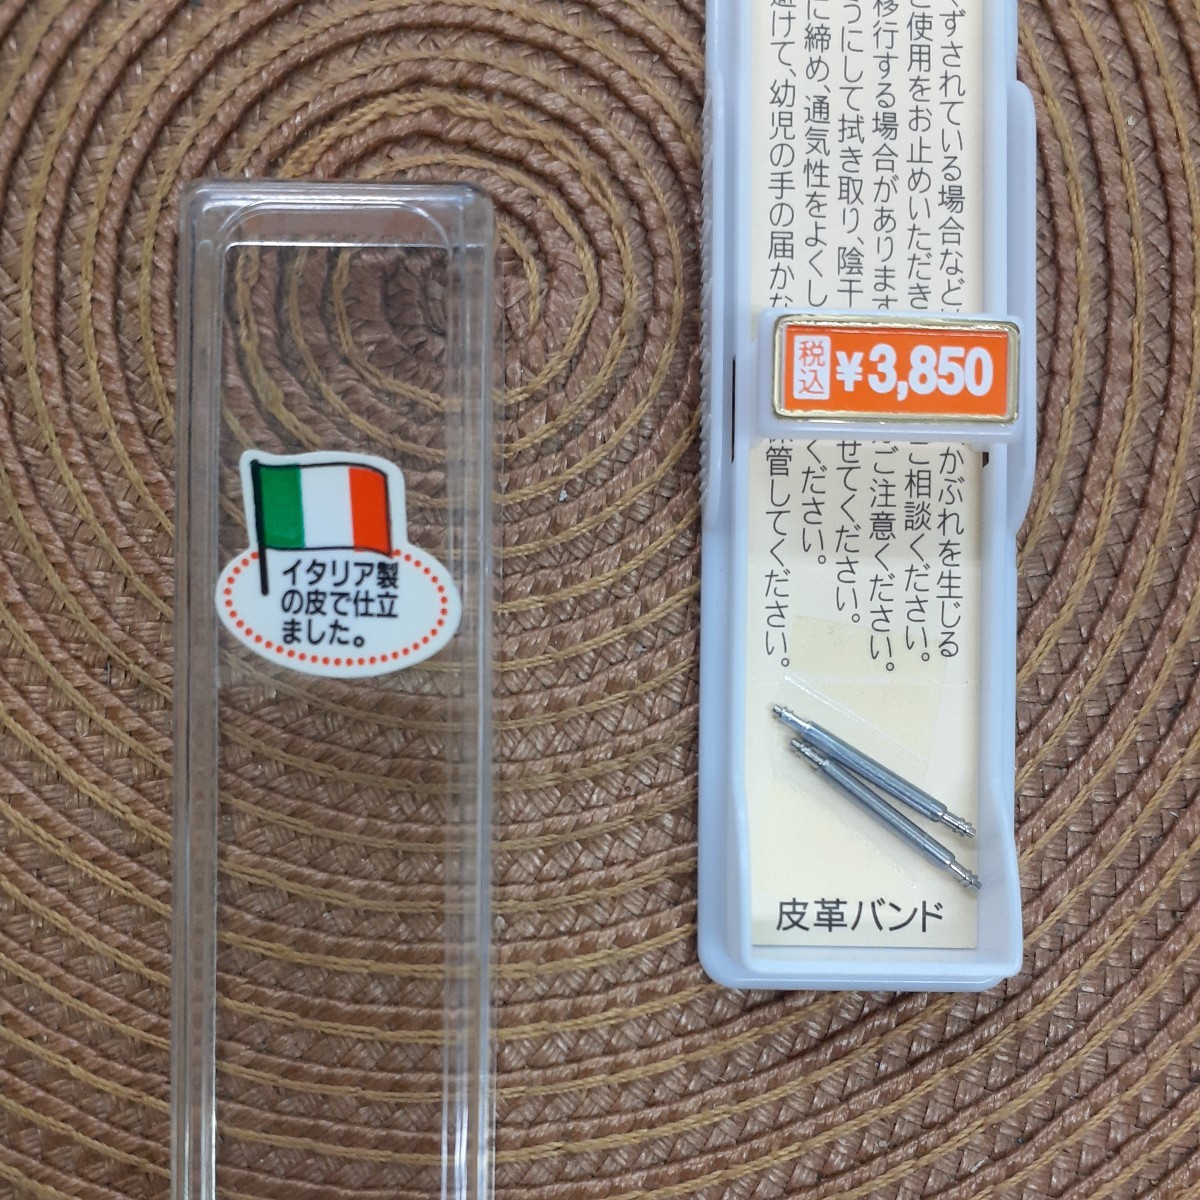 イタリア製
の皮で仕立
ました。
くずされている場合など
かぶれを生じる
ご使用をお止めいただき
ご相談ください。
移行する場合があります
ご注意ください。
うにして拭き取り、陰干
せてください。
に締め、通気性をよくし
ください。
避けて、幼児の手の届かな
保管してください。
税込
¥3,850
皮革バンド